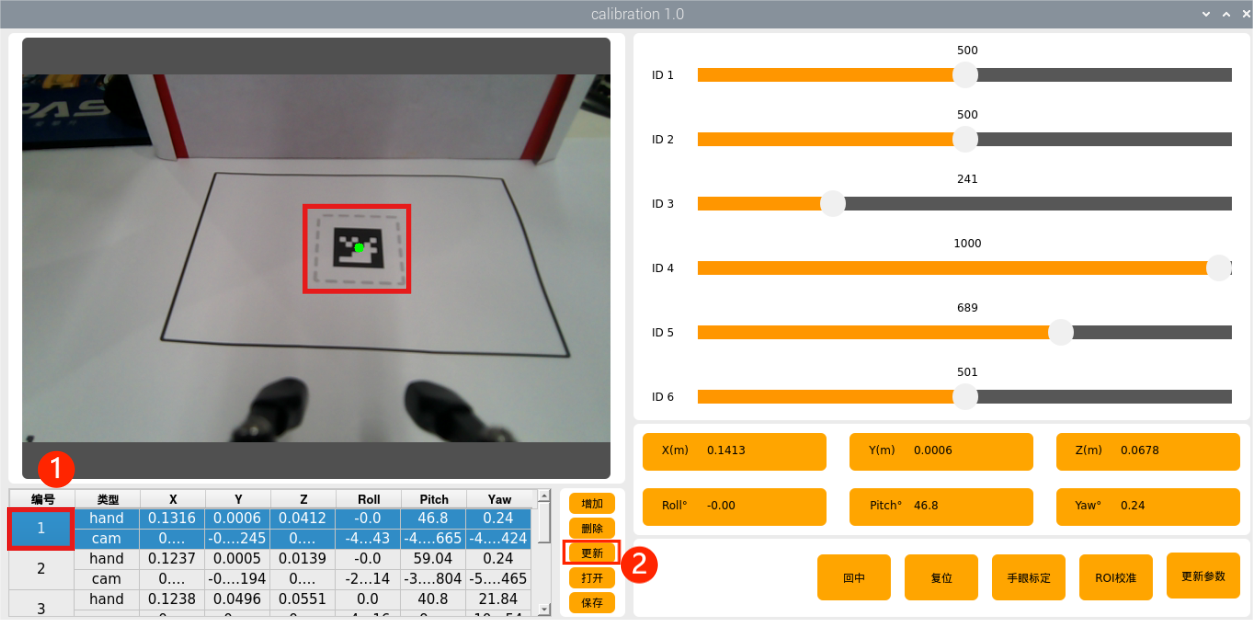 calibration 1.0
500
ID 1
500
ID 2
241
ID 3
1000
ID 4
689
ID 5
501
ID 6
X(m) 0.1413 Y(m) 0.0006 Z(m) 0.0678
Roll° -0.00 Pitch° 46.8 Yaw° 0.24
回中 复位 手眼标定 ROI校准 更新参数
1
编号 类型 X Y Z Roll Pitch Yaw
1 hand 0.1316 0.0006 0.0412 -0.0 46.8 0.24
cam 0.... -0....245 0.... -4...43 -4....665 -4....424
2 hand 0.1237 0.0005 0.0139 -0.0 59.04 0.24
cam 0.... -0....194 0.... -2...14 -3....804 -5....465
3 hand 0.1238 0.0496 0.0551 0.0 40.8 21.84
增加
删除
更新
2
打开
保存